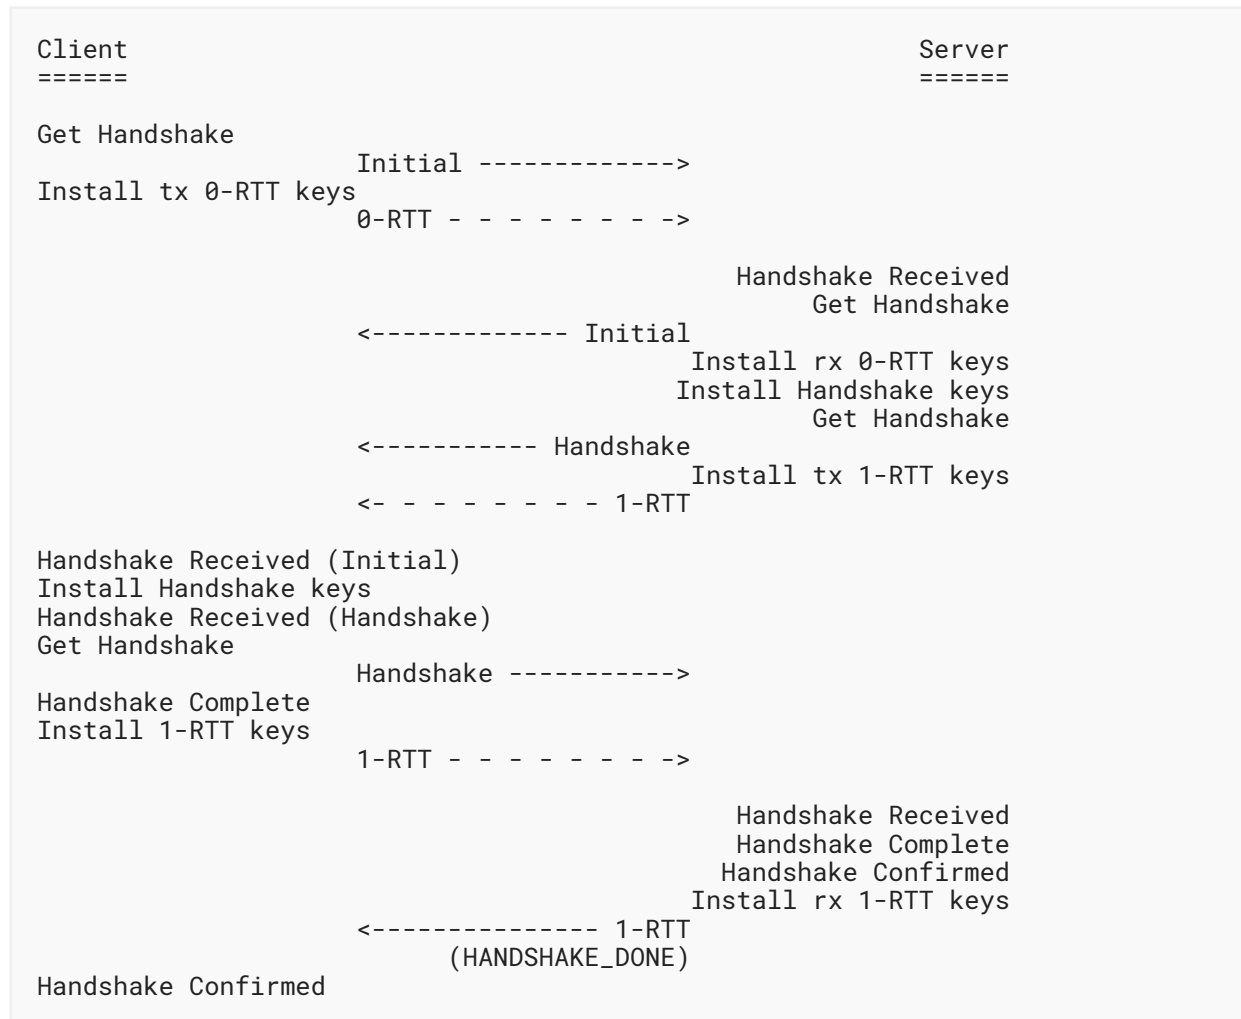 Client                                                    Server
======                                                    ======

Get Handshake
                     Initial ------------->
Install tx 0-RTT keys
                     0-RTT - - - - - - - ->

                                              Handshake Received
                                                   Get Handshake
                     <------------- Initial
                                           Install rx 0-RTT keys
                                          Install Handshake keys
                                                   Get Handshake
                     <----------- Handshake
                                           Install tx 1-RTT keys
                     <- - - - - - - - 1-RTT

Handshake Received (Initial)
Install Handshake keys
Handshake Received (Handshake)
Get Handshake
                     Handshake ----------->
Handshake Complete
Install 1-RTT keys
                     1-RTT - - - - - - - ->

                                              Handshake Received
                                              Handshake Complete
                                             Handshake Confirmed
                                           Install rx 1-RTT keys
                     <--------------- 1-RTT
                           (HANDSHAKE_DONE)
Handshake Confirmed